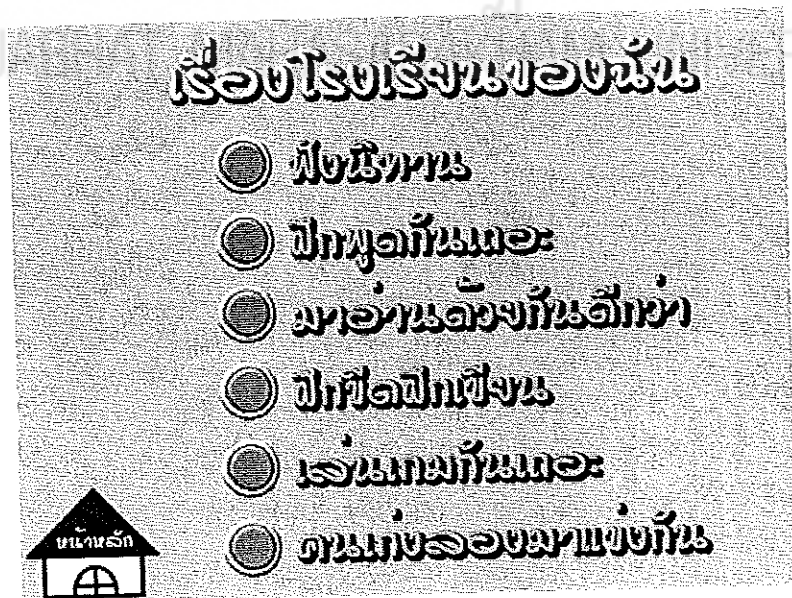 เรื่องโรงเรียนของฉัน
ฟังนิทาน
ฝึกพูดกันเถอะ
มาอ่านด้วยกันดีกว่า
ฝึกขีดฝึกเขียน
เล่นเกมกันเถอะ
คนเก่งลองมาแข่งกัน
หน้าหลัก